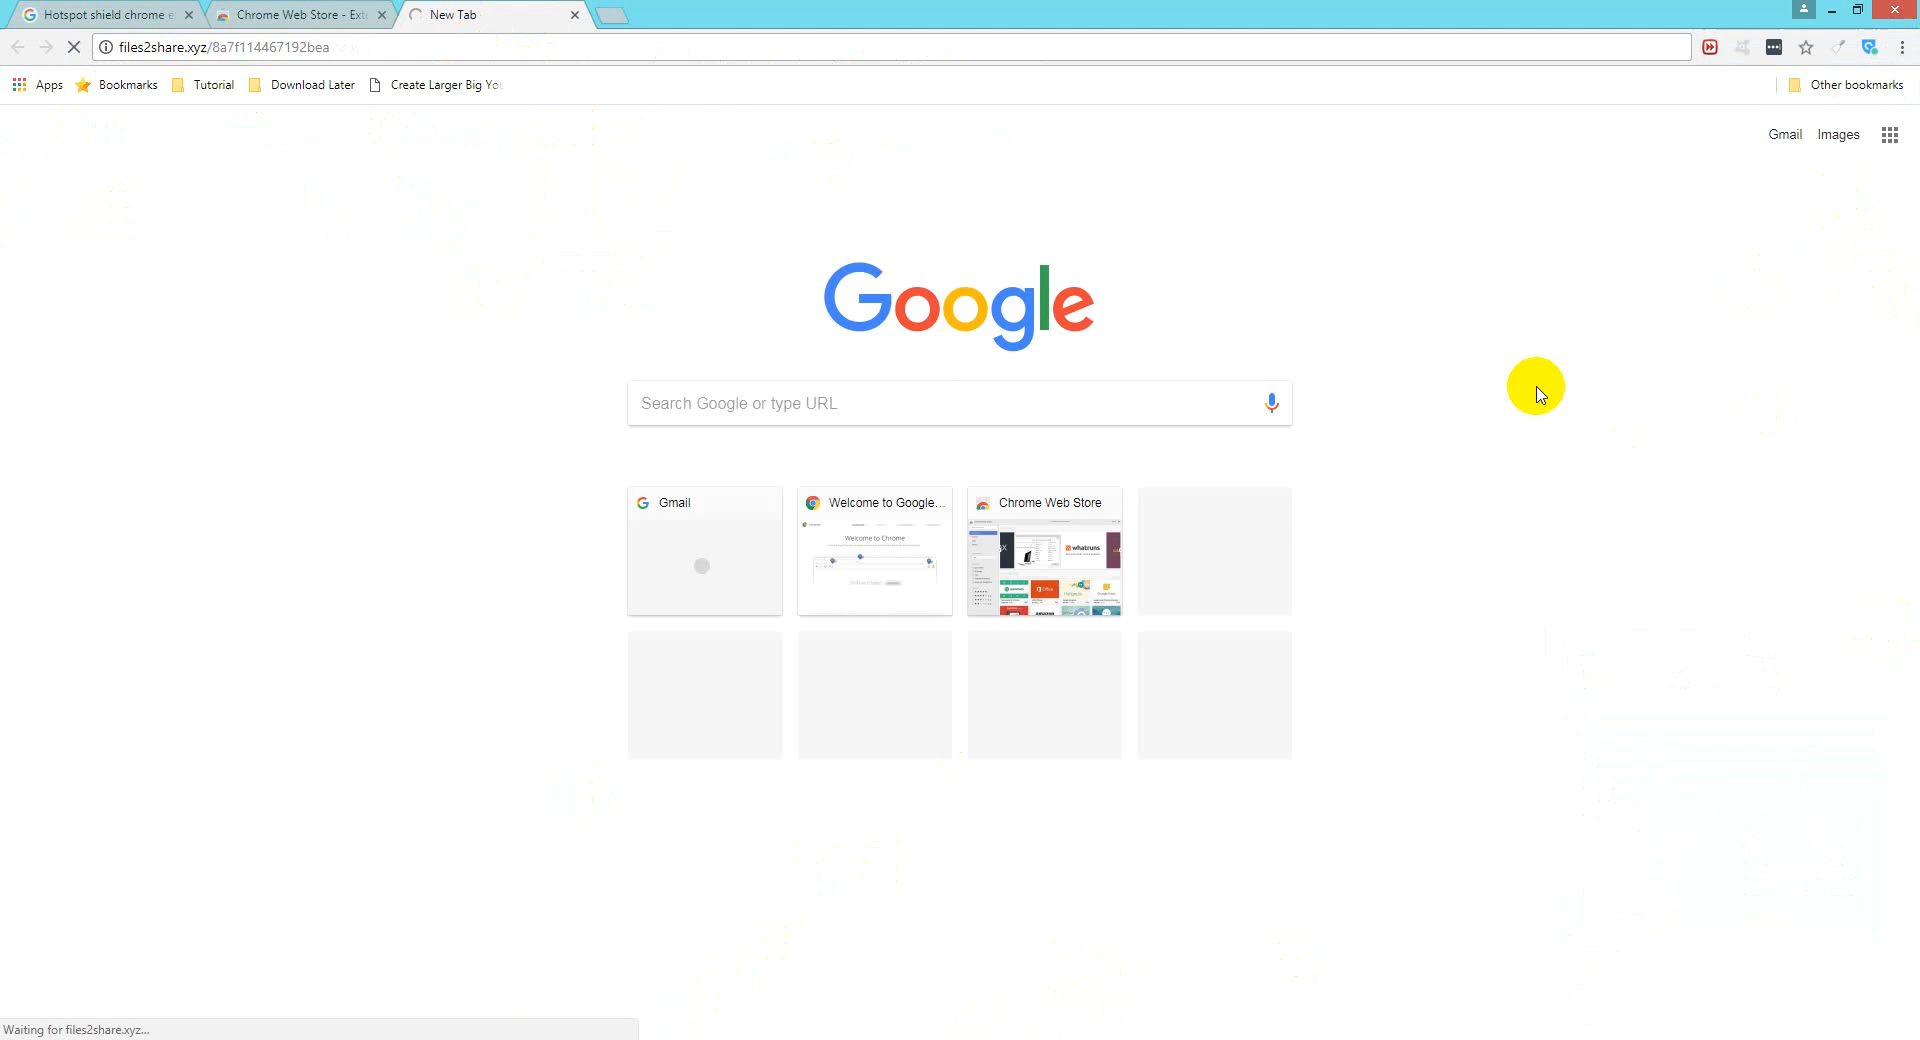 Hotspot shield chrome e
Chrome Web Store - Ext
New Tab
files2share.xyz/8a7f114467192bea
Apps
Bookmarks
Tutorial
Download Later
Create Larger Big You
Other bookmarks
Gmail
Images
Google
Search Google or type URL
Gmail
Welcome to Google...
Chrome Web Store
Welcome to Chrome
whatruns
Office
Waiting for files2share.xyz...